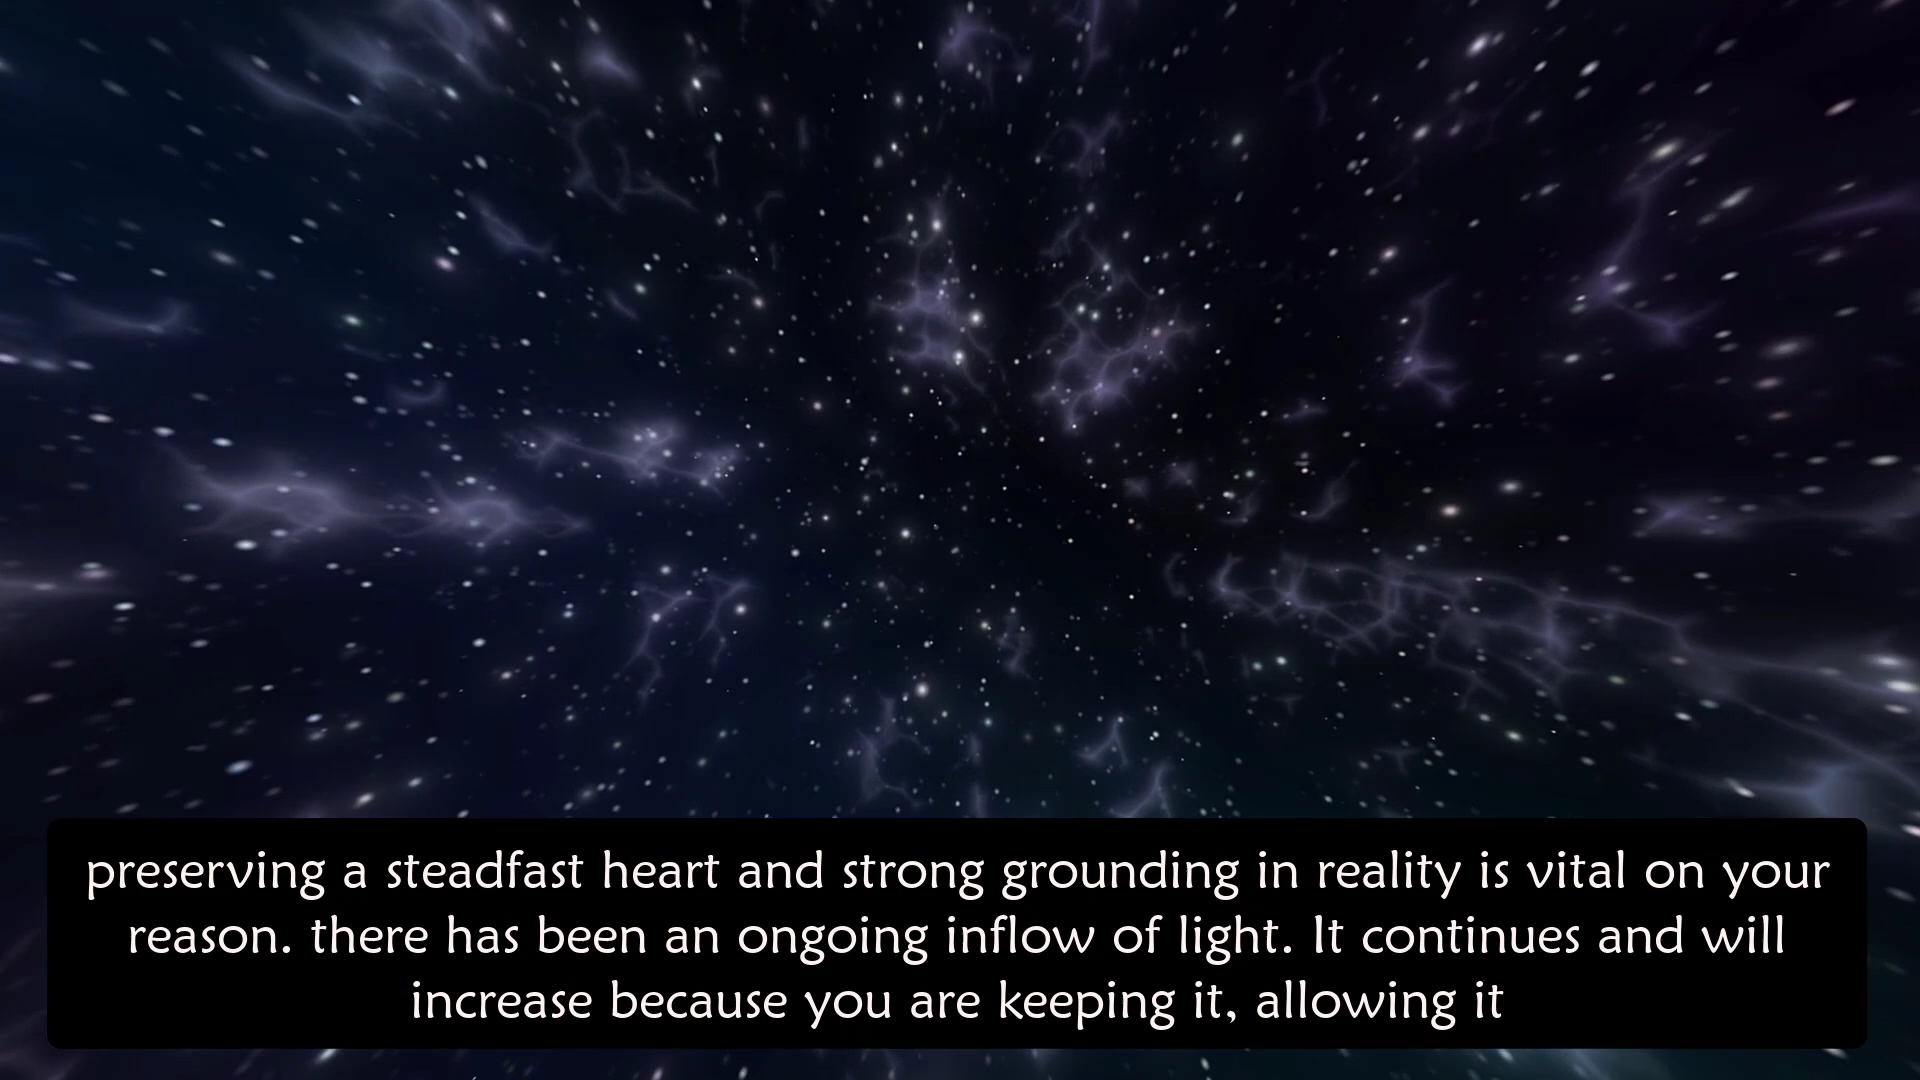 preserving a steadfast heart and strong grounding in reality is vital on your
reason. there has been an ongoing inflow of light. It continues and will
increase because you are keeping it, allowing it